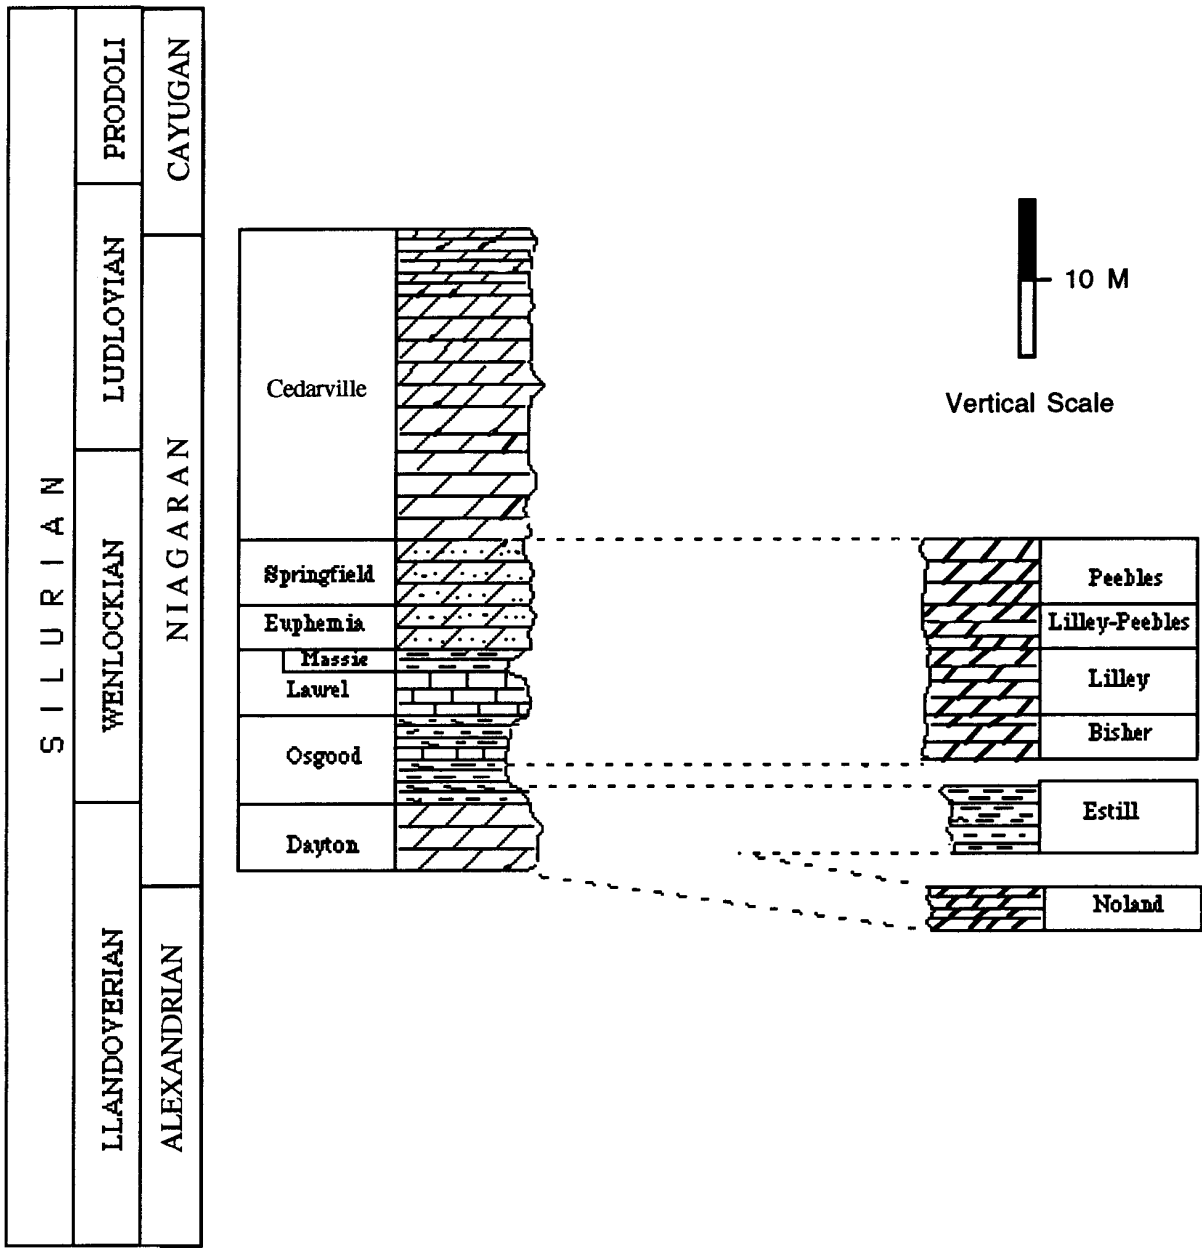 SILURIAN
PRODOLI
LUDLOVIAN
WENLOCKIAN
LLANDOVERIAN
CAYUGAN
NIAGARAN
ALEXANDRIAN
Cedarville
Springfield
Euphemia
Massie
Laurel
Osgood
Dayton
10 M
Vertical Scale
Peebles
Lilley-Peebles
Lilley
Bisher
Estill
Noland